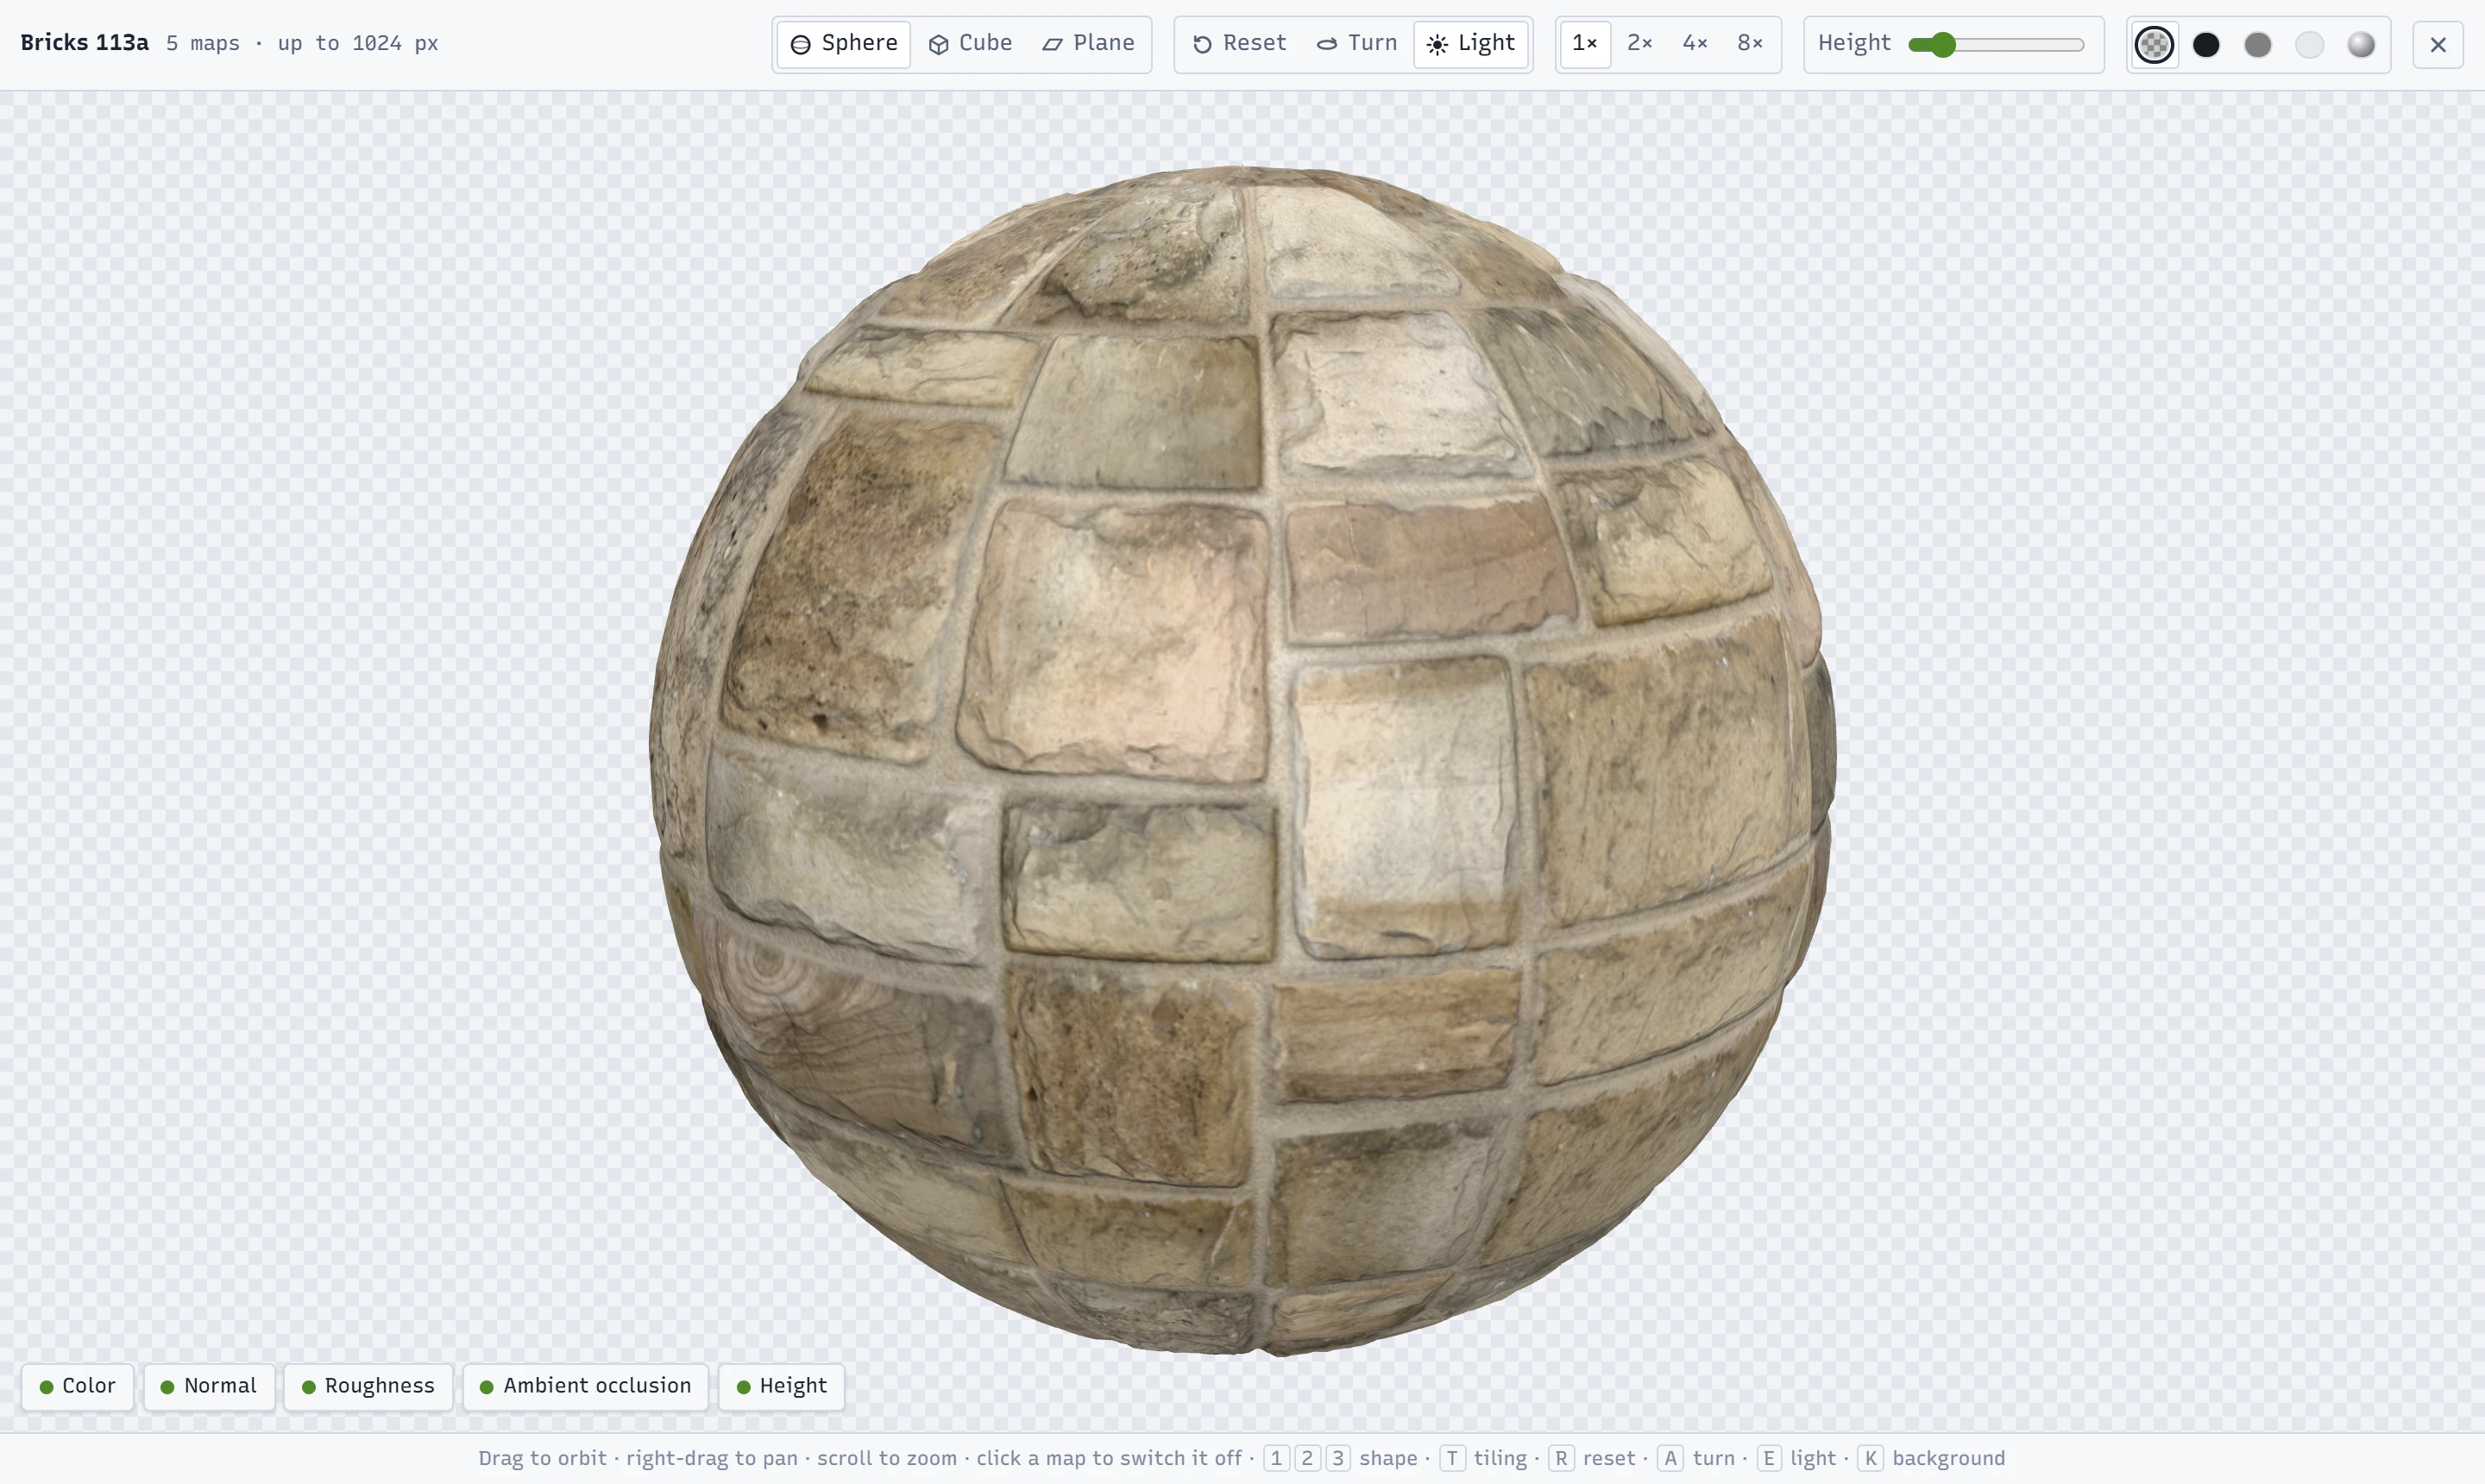 Bricks 113a 5 maps · up to 1024 px Sphere Cube Plane Reset Turn Light 1× 2× 4× 8× Height
Color Normal Roughness Ambient occlusion Height
Drag to orbit · right-drag to pan · scroll to zoom · click a map to switch it off · 1 2 3 shape · T tiling · R reset · A turn · E light · K background